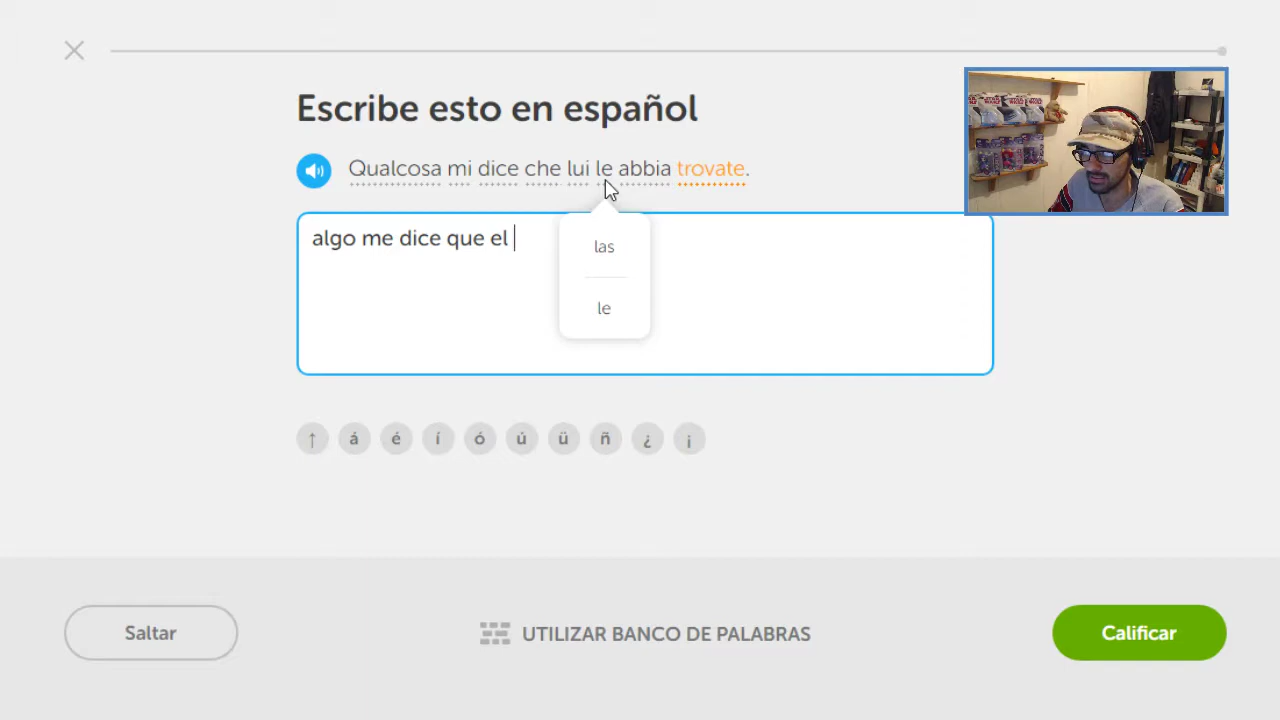 Escribe esto en español
Qualcosa mi dice che lui le abbia trovate.
algo me dice que el
las
le
↑ á é í ó ú ü ñ ¿ ¡
Saltar
UTILIZAR BANCO DE PALABRAS
Calificar